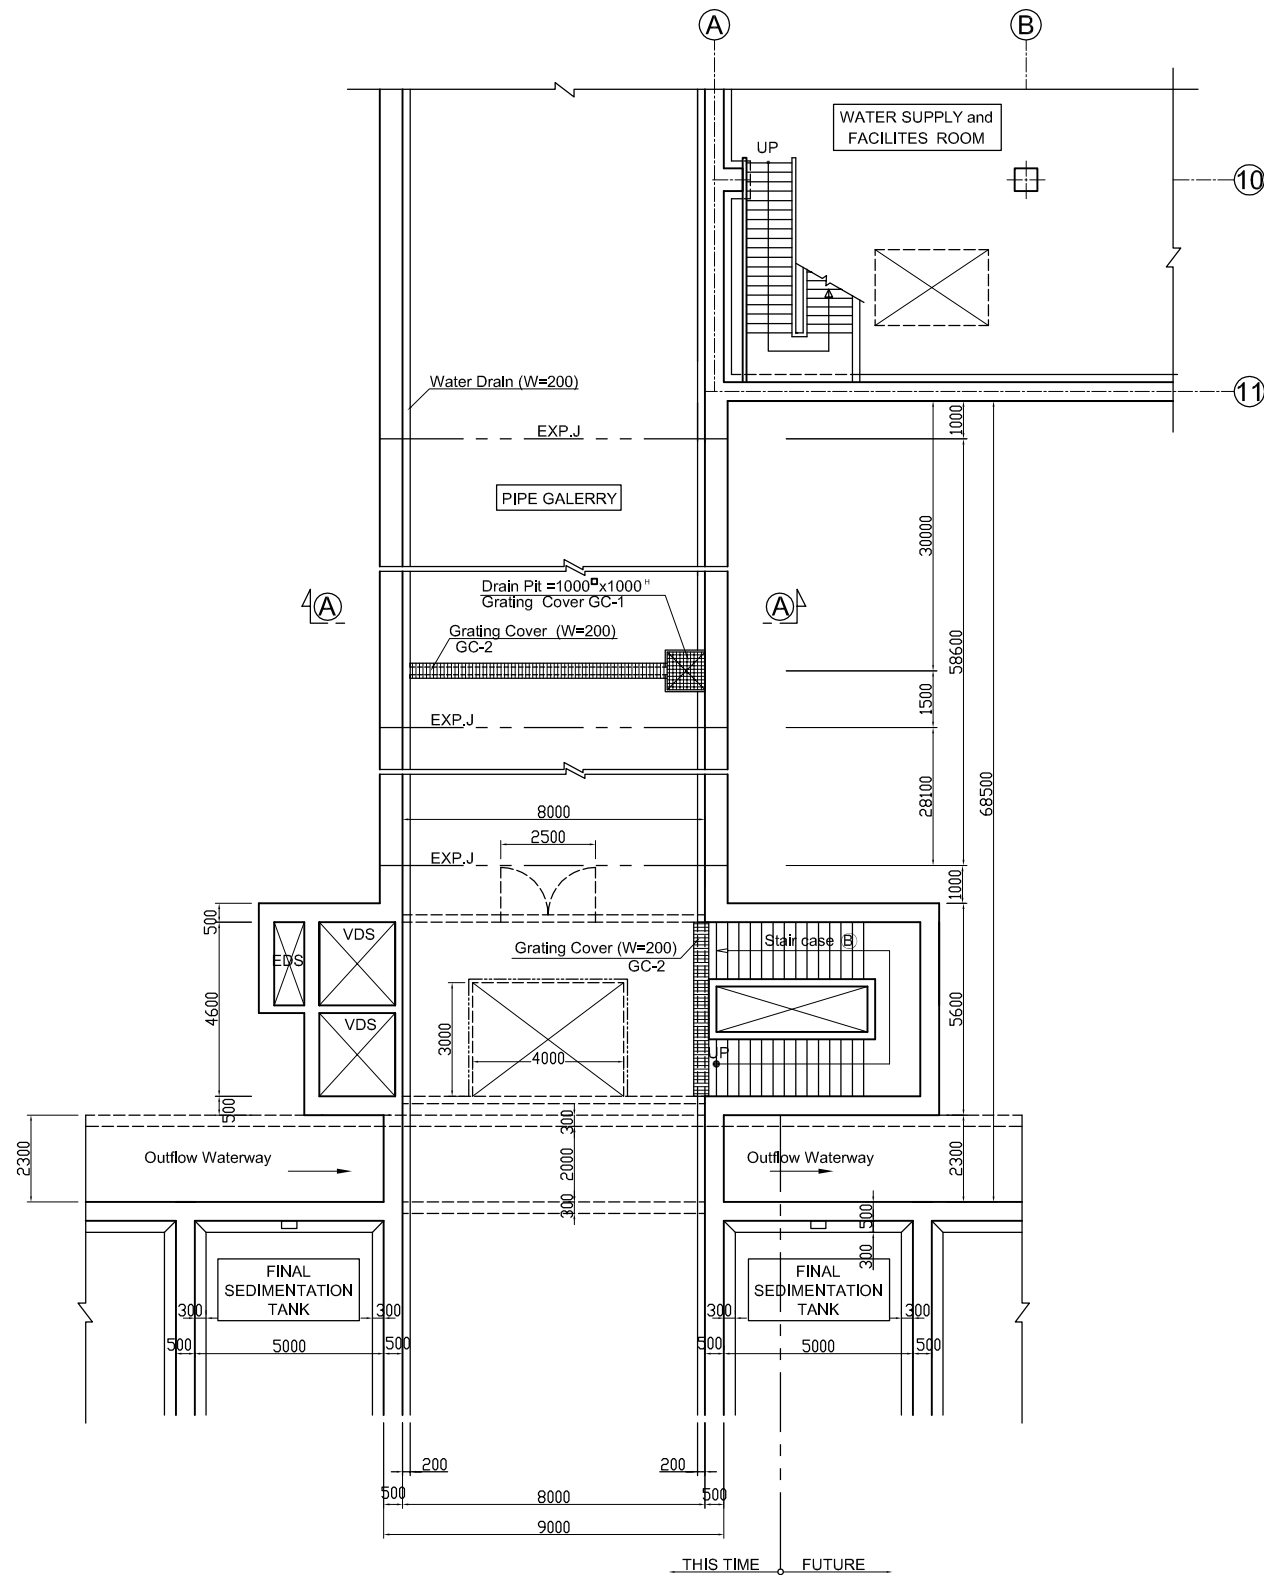 A
B
WATER SUPPLY and
FACILITES ROOM
UP
10
11
Water Drain (W=200)
EXP.J
1000
PIPE GALERRY
30000
Drain Pit =1000□x1000ᴴ
Grating Cover GC-1
A
A
Grating Cover (W=200)
GC-2
58600
1500
EXP.J
68500
28100
8000
2500
EXP.J
1000
500
VDS
EDS
Grating Cover (W=200)
GC-2
Stair case Ⓑ
4600
VDS
3000
4000
UP
5600
500
300
2300
Outflow Waterway
2000
Outflow Waterway
2300
300
500
300
FINAL
SEDIMENTATION
TANK
FINAL
SEDIMENTATION
TANK
300
300
300
300
500
5000
500
500
5000
500
200
200
500
8000
500
9000
THIS TIME
FUTURE